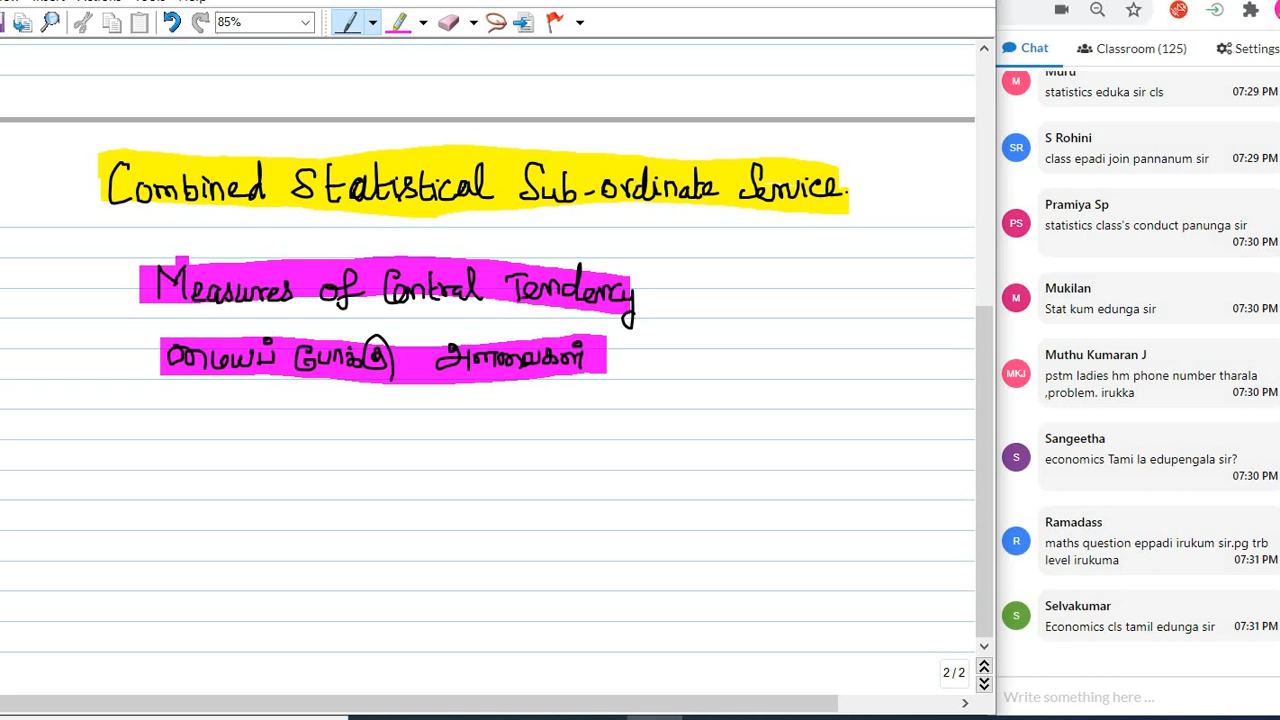 85%
Combined Statistical Sub-ordinate Service.
Measures of Central Tendency
மையப் போக்கு அளவைகள்
2/2
Chat
Classroom (125)
Settings
Muru
statistics eduka sir cls
07:29 PM
SR
S Rohini
class epadi join pannanum sir
07:29 PM
PS
Pramiya Sp
statistics class's conduct panunga sir
07:30 PM
M
Mukilan
Stat kum edunga sir
07:30 PM
MKJ
Muthu Kumaran J
pstm ladies hm phone number tharala
,problem. irukka
07:30 PM
S
Sangeetha
economics Tami la edupengala sir?
07:30 PM
R
Ramadass
maths question eppadi irukum sir.pg trb
level irukuma
07:31 PM
S
Selvakumar
Economics cls tamil edunga sir
07:31 PM
Write something here ...